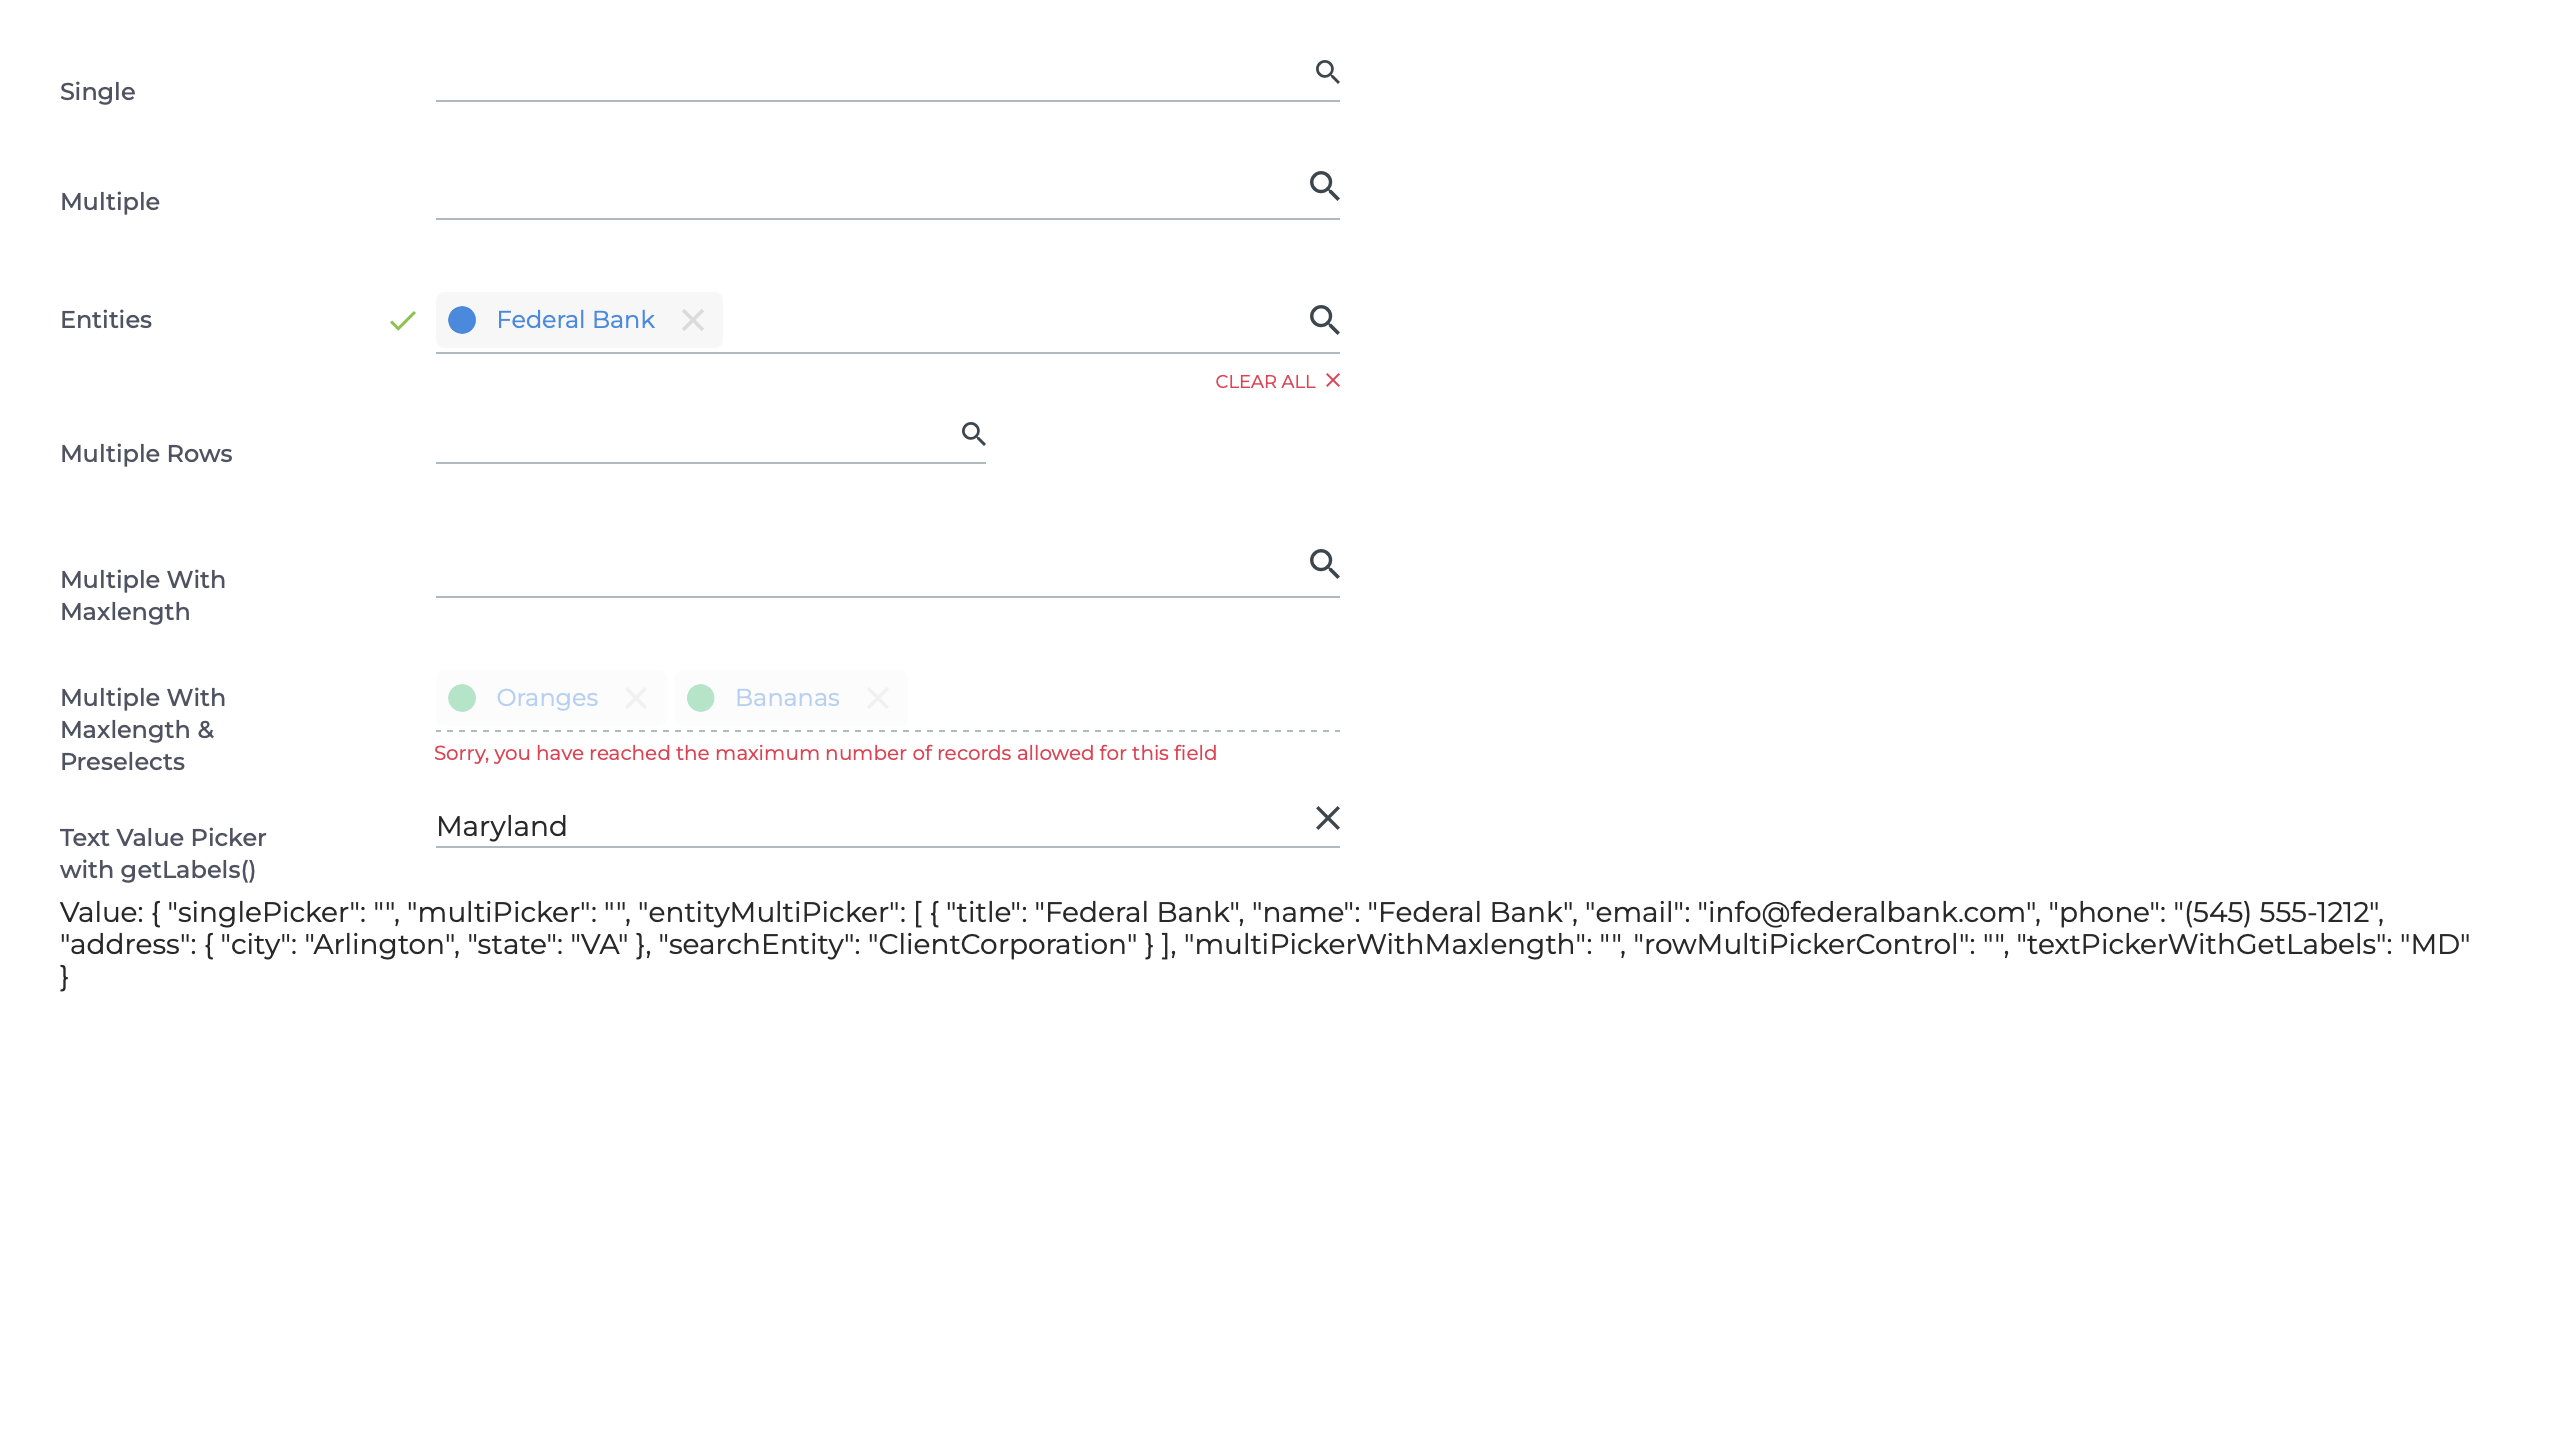 Single
Multiple
Entities
Federal Bank
CLEAR ALL
Multiple Rows
Multiple With
Maxlength
Multiple With
Maxlength &
Preselects
Oranges Bananas
Sorry, you have reached the maximum number of records allowed for this field
Text Value Picker
with getLabels()
Maryland
Value: { "singlePicker": "", "multiPicker": "", "entityMultiPicker": [ { "title": "Federal Bank", "name": "Federal Bank", "email": "info@federalbank.com", "phone": "(545) 555-1212",
"address": { "city": "Arlington", "state": "VA" }, "searchEntity": "ClientCorporation" } ], "multiPickerWithMaxlength": "", "rowMultiPickerControl": "", "textPickerWithGetLabels": "MD"
}